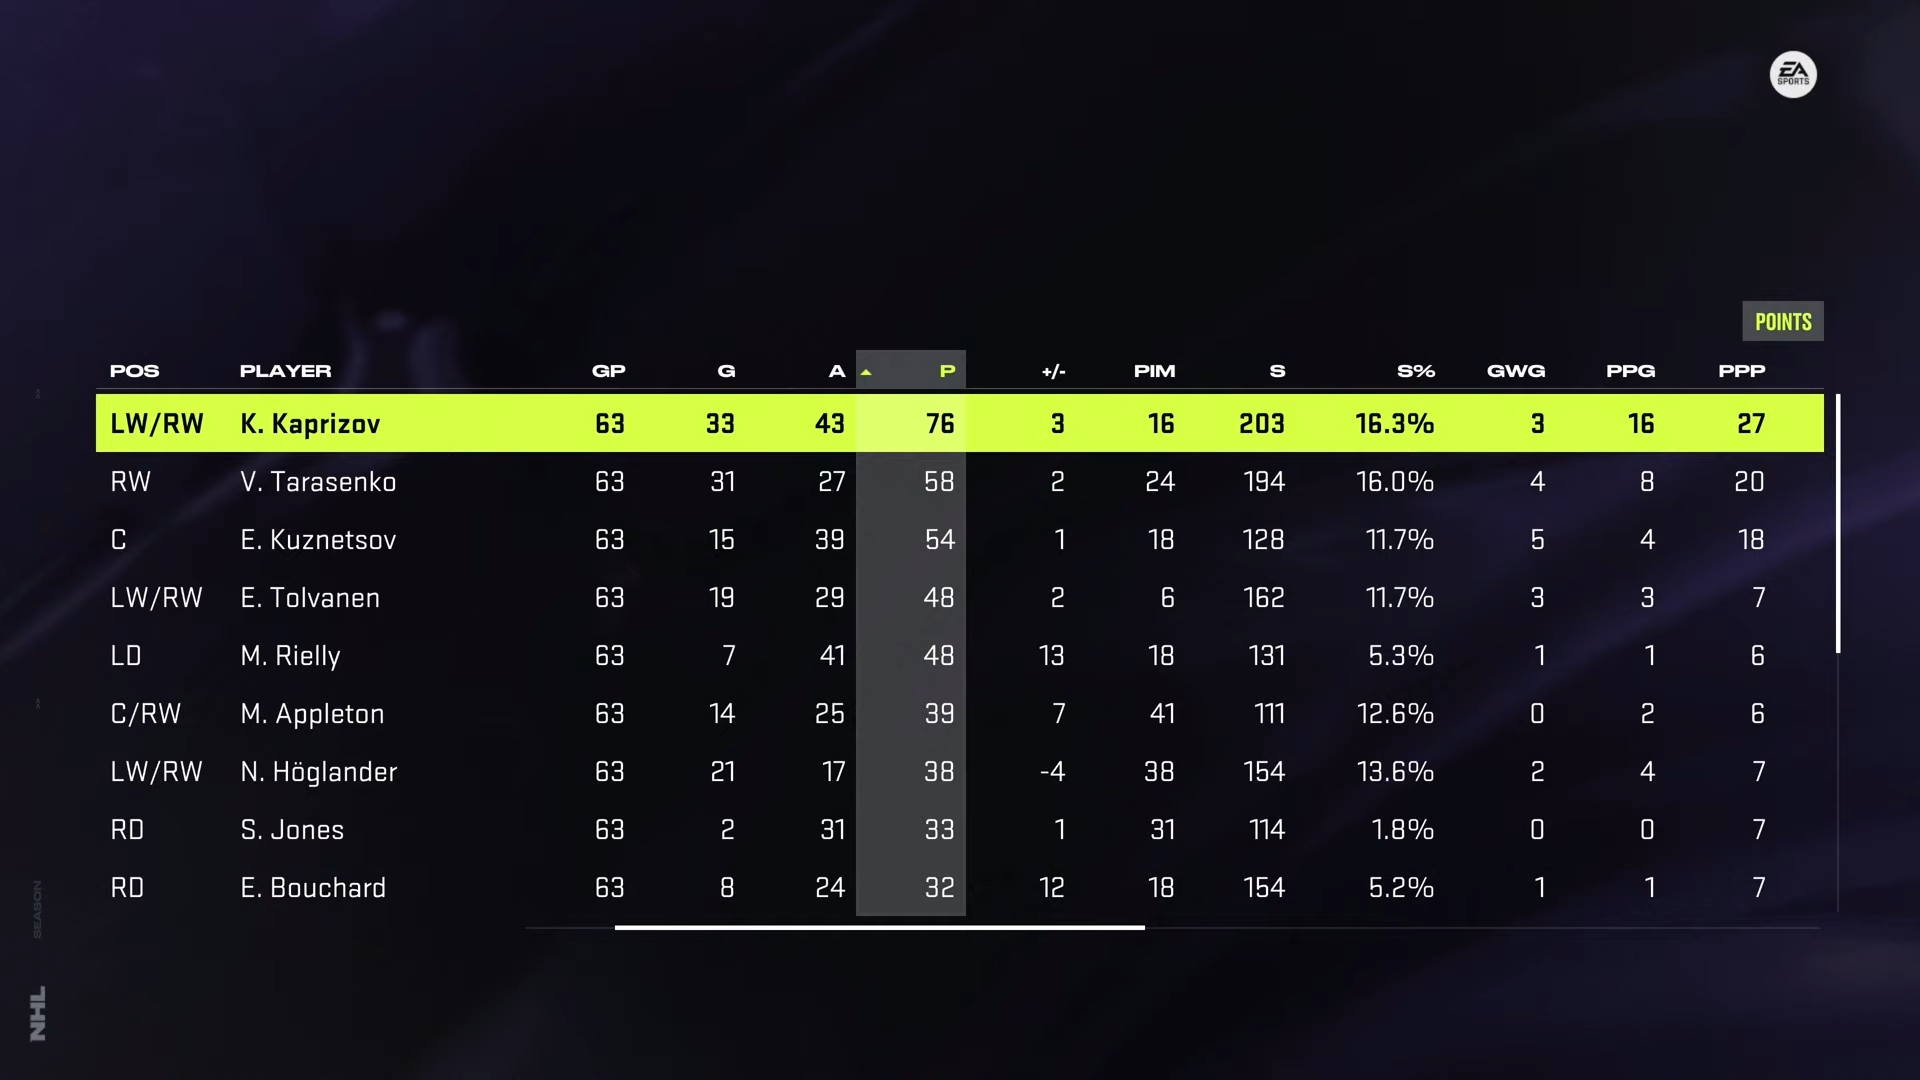 EA SPORTS
POINTS
POS PLAYER GP G A P +/- PIM S S% GWG PPG PPP
LW/RW K. Kaprizov 63 33 43 76 3 16 203 16.3% 3 16 27
RW V. Tarasenko 63 31 27 58 2 24 194 16.0% 4 8 20
C E. Kuznetsov 63 15 39 54 1 18 128 11.7% 5 4 18
LW/RW E. Tolvanen 63 19 29 48 2 6 162 11.7% 3 3 7
LD M. Rielly 63 7 41 48 13 18 131 5.3% 1 1 6
C/RW M. Appleton 63 14 25 39 7 41 111 12.6% 0 2 6
LW/RW N. Höglander 63 21 17 38 -4 38 154 13.6% 2 4 7
RD S. Jones 63 2 31 33 1 31 114 1.8% 0 0 7
RD E. Bouchard 63 8 24 32 12 18 154 5.2% 1 1 7
SEASON
NHL